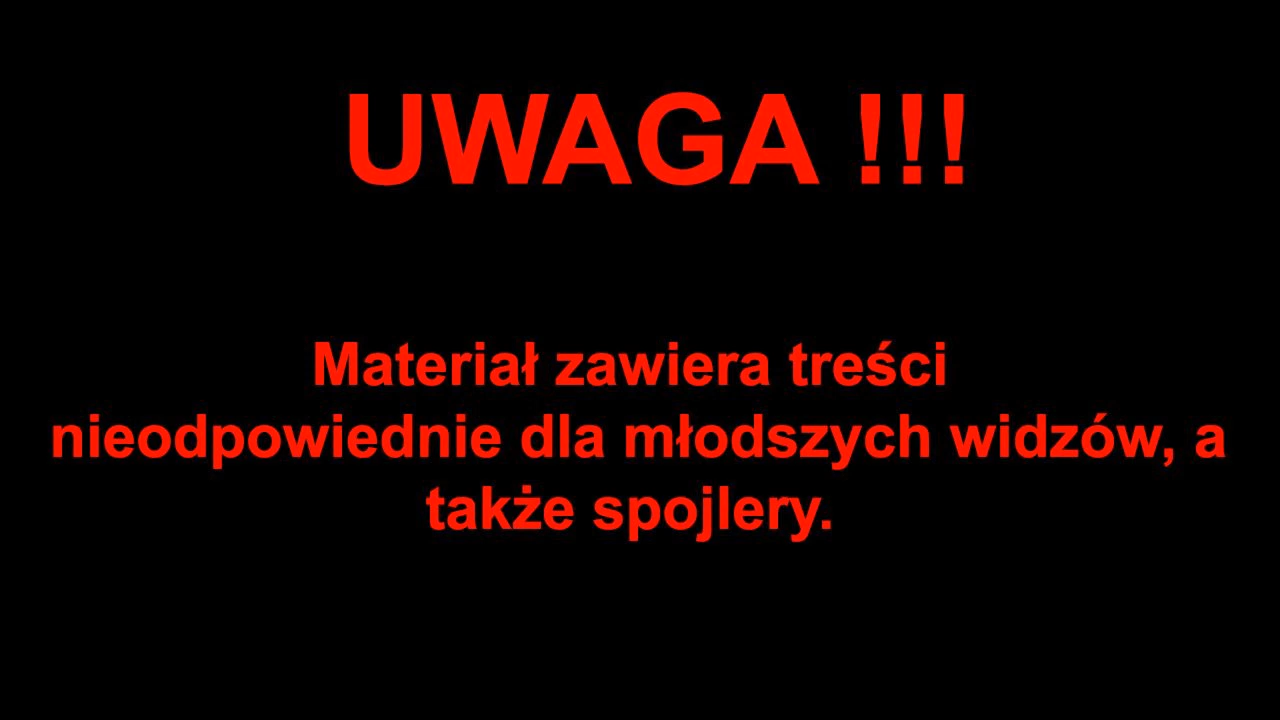 UWAGA !!!
Materiał zawiera treści
nieodpowiednie dla młodszych widzów, a
także spojlery.